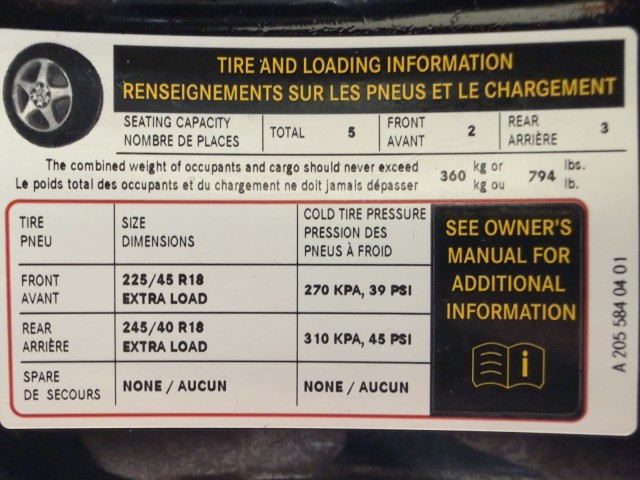 TIRE AND LOADING INFORMATION
RENSEIGNEMENTS SUR LES PNEUS ET LE CHARGEMENT
SEATING CAPACITY
NOMBRE DE PLACES
TOTAL 5
FRONT
AVANT
2
REAR
ARRIÈRE
3
The combined weight of occupants and cargo should never exceed
Le poids total des occupants et du chargement ne doit jamais dépasser
360
kg or
kg ou
794
lbs.
lb.
TIRE
PNEU
SIZE
DIMENSIONS
COLD TIRE PRESSURE
PRESSION DES
PNEUS À FROID
FRONT
AVANT
225/45 R18
EXTRA LOAD
270 KPA, 39 PSI
REAR
ARRIÈRE
245/40 R18
EXTRA LOAD
310 KPA, 45 PSI
SPARE
DE SECOURS
NONE / AUCUN
NONE / AUCUN
SEE OWNER'S
MANUAL FOR
ADDITIONAL
INFORMATION
i
A 205 584 04 01